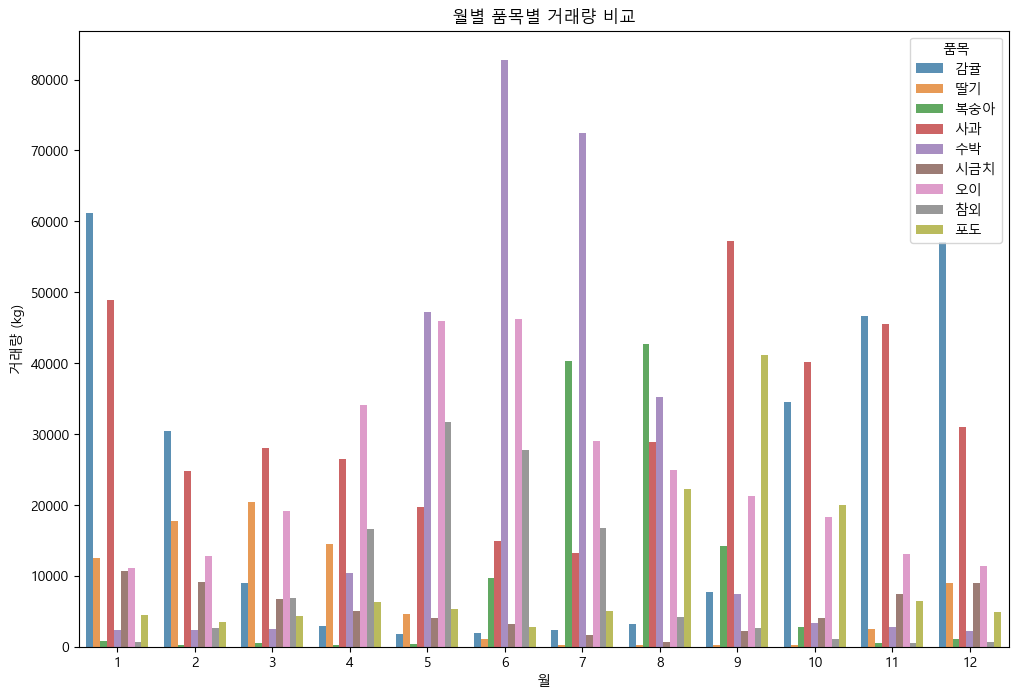 월별 품목별 거래량 비교
품목
감귤
딸기
복숭아
사과
수박
시금치
오이
참외
포도
거래량 (kg)
80000
70000
60000
50000
40000
30000
20000
10000
0
1 2 3 4 5 6 7 8 9 10 11 12
월